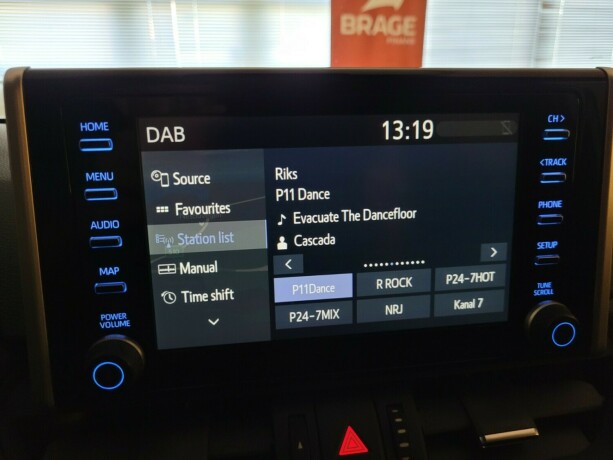 BRAGE
HOME
MENU
AUDIO
MAP
POWER
VOLUME
DAB
13:19
Source
Favourites
Station list
Manual
Time shift
Riks
P11 Dance
Evacuate The Dancefloor
Cascada
<
>
P11Dance
R ROCK
P24-7HOT
P24-7MIX
NRJ
Kanal 7
CH >
< TRACK
PHONE
SETUP
TUNE
SCROLL